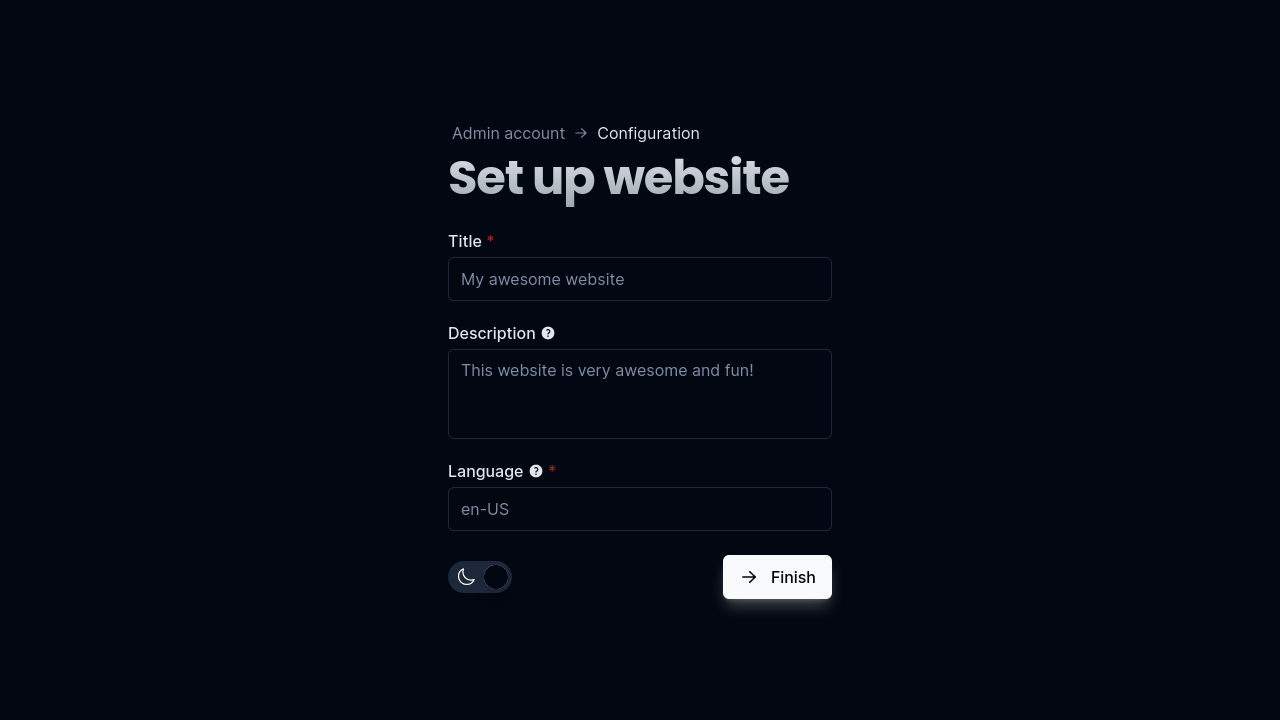 Admin account → Configuration
Set up website
Title *
My awesome website
Description ?
This website is very awesome and fun!
Language ? *
en-US
→ Finish